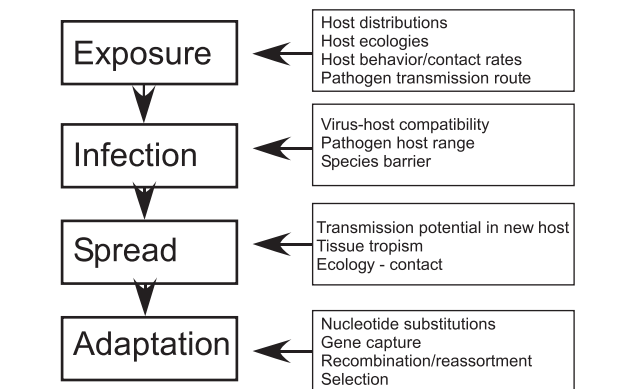 Exposure
Host distributions
Host ecologies
Host behavior/contact rates
Pathogen transmission route
Infection
Virus-host compatibility
Pathogen host range
Species barrier
Spread
Transmission potential in new host
Tissue tropism
Ecology - contact
Adaptation
Nucleotide substitutions
Gene capture
Recombination/reassortment
Selection